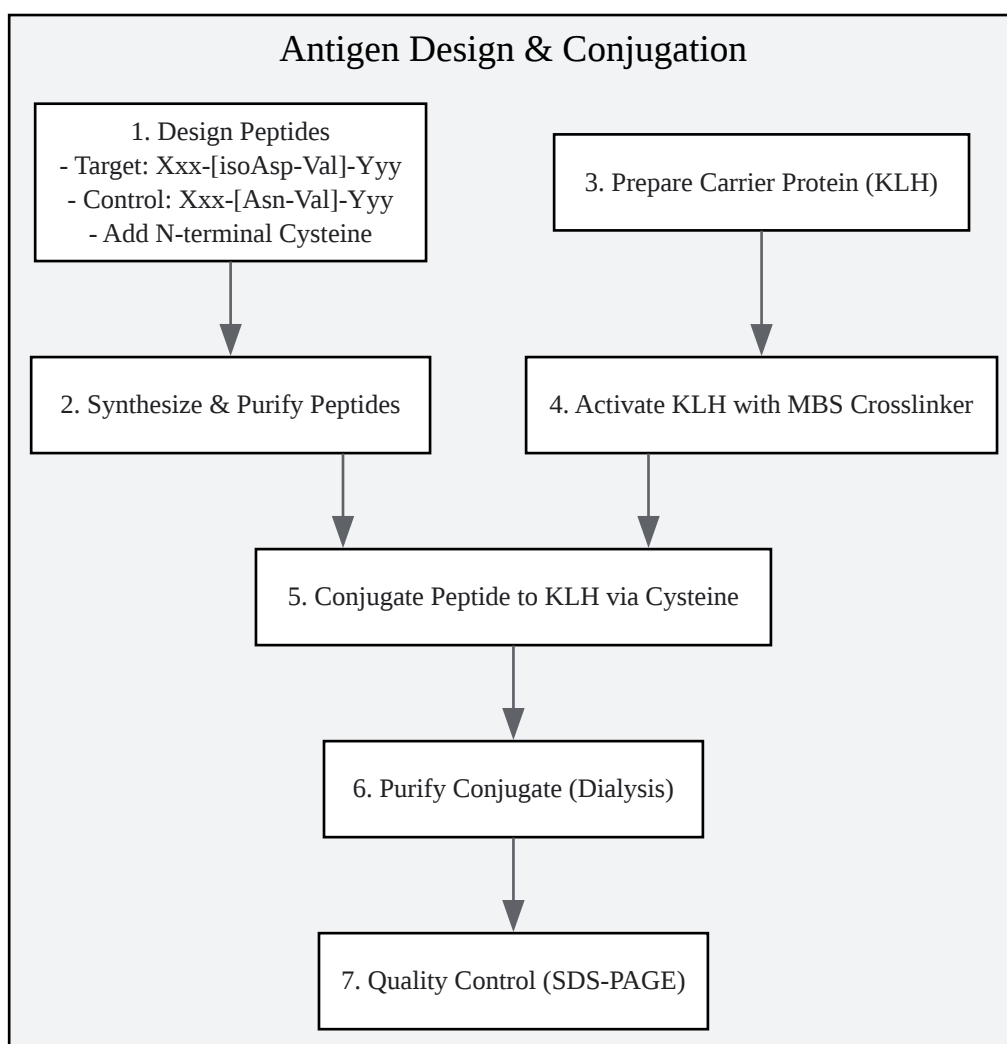 Antigen Design & Conjugation
1. Design Peptides
- Target: Xxx-[isoAsp-Val]-Yyy
- Control: Xxx-[Asn-Val]-Yyy
- Add N-terminal Cysteine
3. Prepare Carrier Protein (KLH)
2. Synthesize & Purify Peptides
4. Activate KLH with MBS Crosslinker
5. Conjugate Peptide to KLH via Cysteine
6. Purify Conjugate (Dialysis)
7. Quality Control (SDS-PAGE)